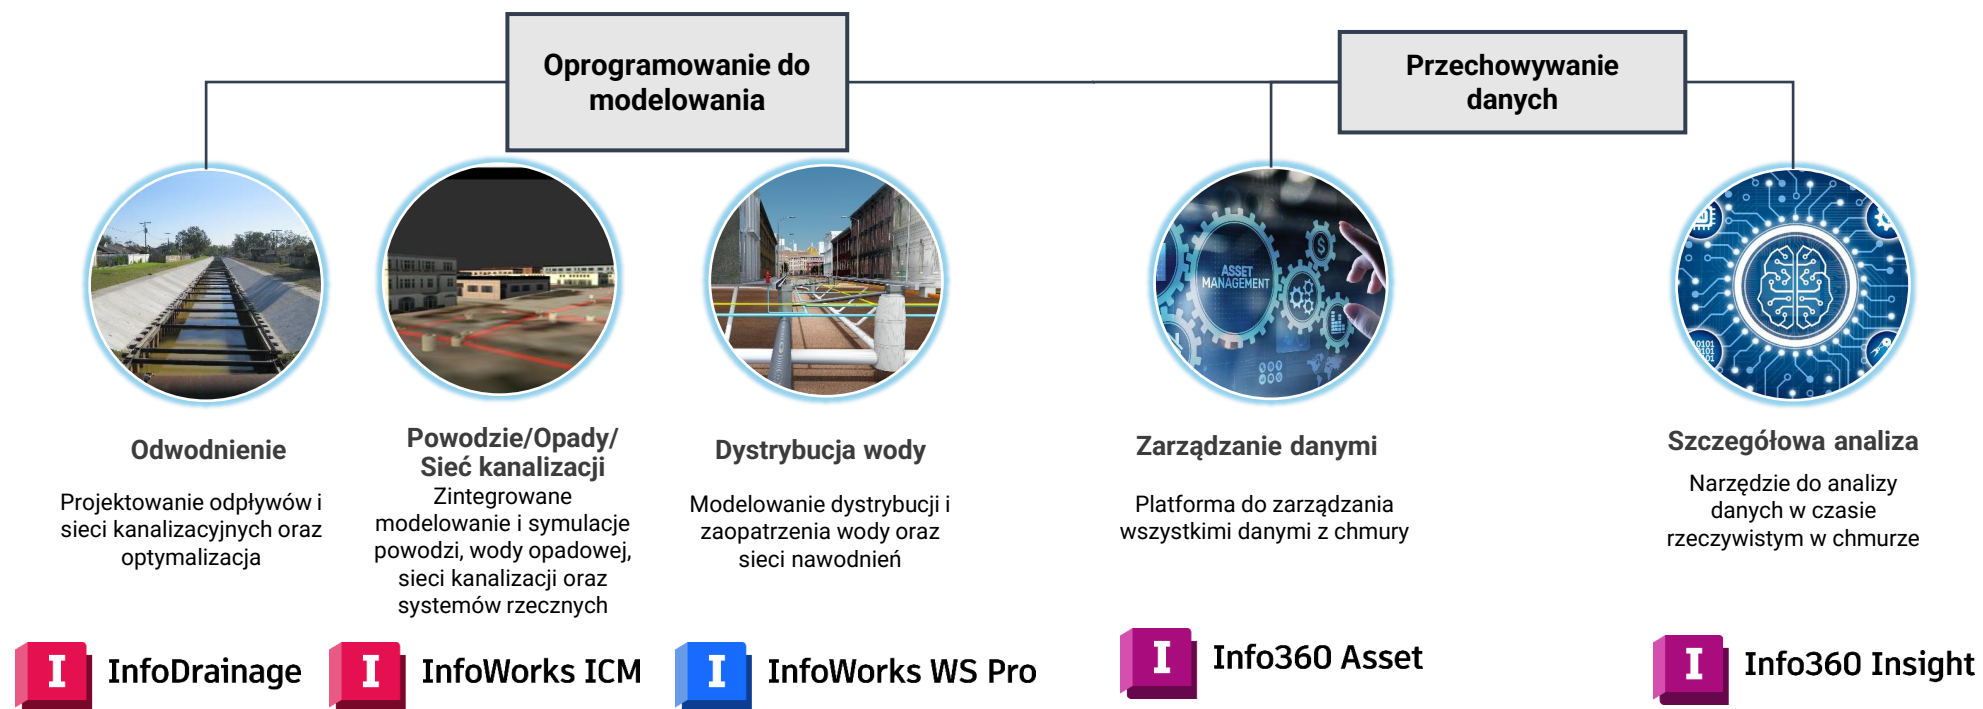 Oprogramowanie do
modelowania
Przechowywanie
danych
ASSET
MANAGEMENT
Odwodnienie
Projektowanie odpływów i
sieci kanalizacyjnych oraz
optymalizacja
I InfoDrainage
Powodzie/Opady/
Sieć kanalizacji
Zintegrowane
modelowanie i symulacje
powodzi, wody opadowej,
sieci kanalizacji oraz
systemów rzecznych
I InfoWorks ICM
Dystrybucja wody
Modelowanie dystrybucji i
zaopatrzenia wody oraz
sieci nawodnień
I InfoWorks WS Pro
Zarządzanie danymi
Platforma do zarządzania
wszystkimi danymi z chmury
I Info360 Asset
Szczegółowa analiza
Narzędzie do analizy
danych w czasie
rzeczywistym w chmurze
I Info360 Insight